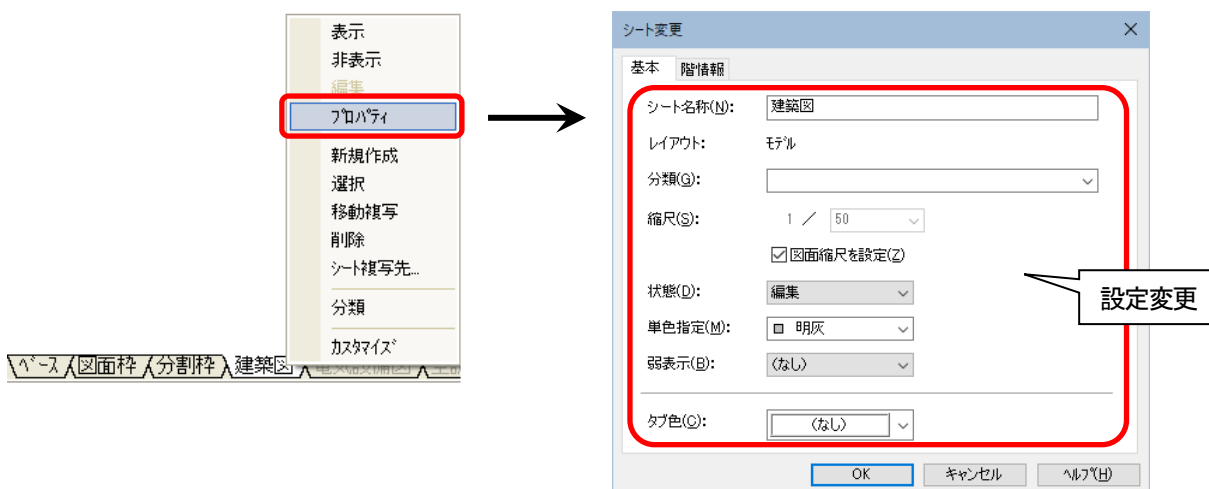 表示
非表示
編集
ﾌﾟﾛﾊﾟﾃｨ
新規作成
選択
移動複写
削除
ｼｰﾄ複写先...
分類
ｶｽﾀﾏｲｽﾞ
ﾍﾞｰｽ 図面枠 分割枠 建築図 電気設備図
シート変更
基本 階情報
シート名称(N): 建築図
レイアウト: ﾓﾃﾞﾙ
分類(G):
縮尺(S): 1 ／ 50
図面縮尺を設定(Z)
状態(D): 編集
単色指定(M): 明灰
弱表示(B): (なし)
タブ色(C): (なし)
OK キャンセル ﾍﾙﾌﾟ(H)
設定変更